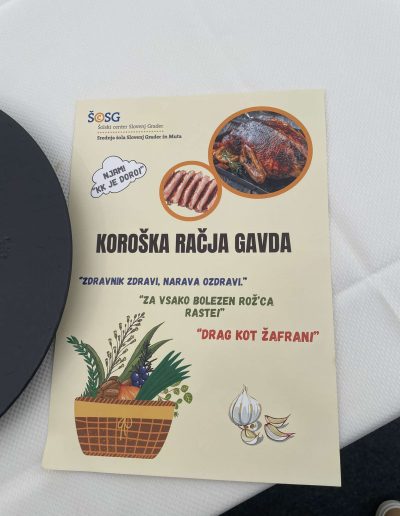 ŠCSG
Šolski center Slovenj Gradec
Srednja šola Slovenj Gradec in Muta
NJAM!
"KK JE DORO!"
KOROŠKA RAČJA GAVDA
"ZDRAVNIK ZDRAVI, NARAVA OZDRAVI."
"ZA VSAKO BOLEZEN ROŽ'CA
RASTE!"
"DRAG KOT ŽAFRAN!"